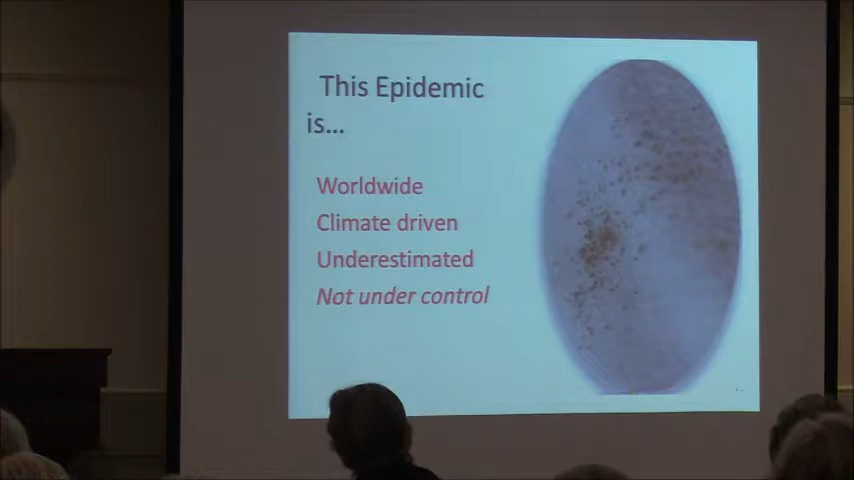 This Epidemic
is...
Worldwide
Climate driven
Underestimated
Not under control